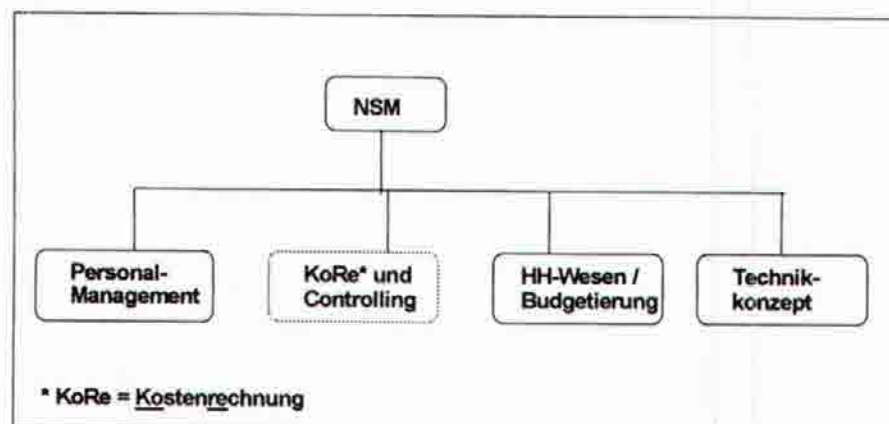 NSM
Personal-
Management
KoRe* und
Controlling
HH-Wesen /
Budgetierung
Technik-
konzept
* KoRe = Kostenrechnung